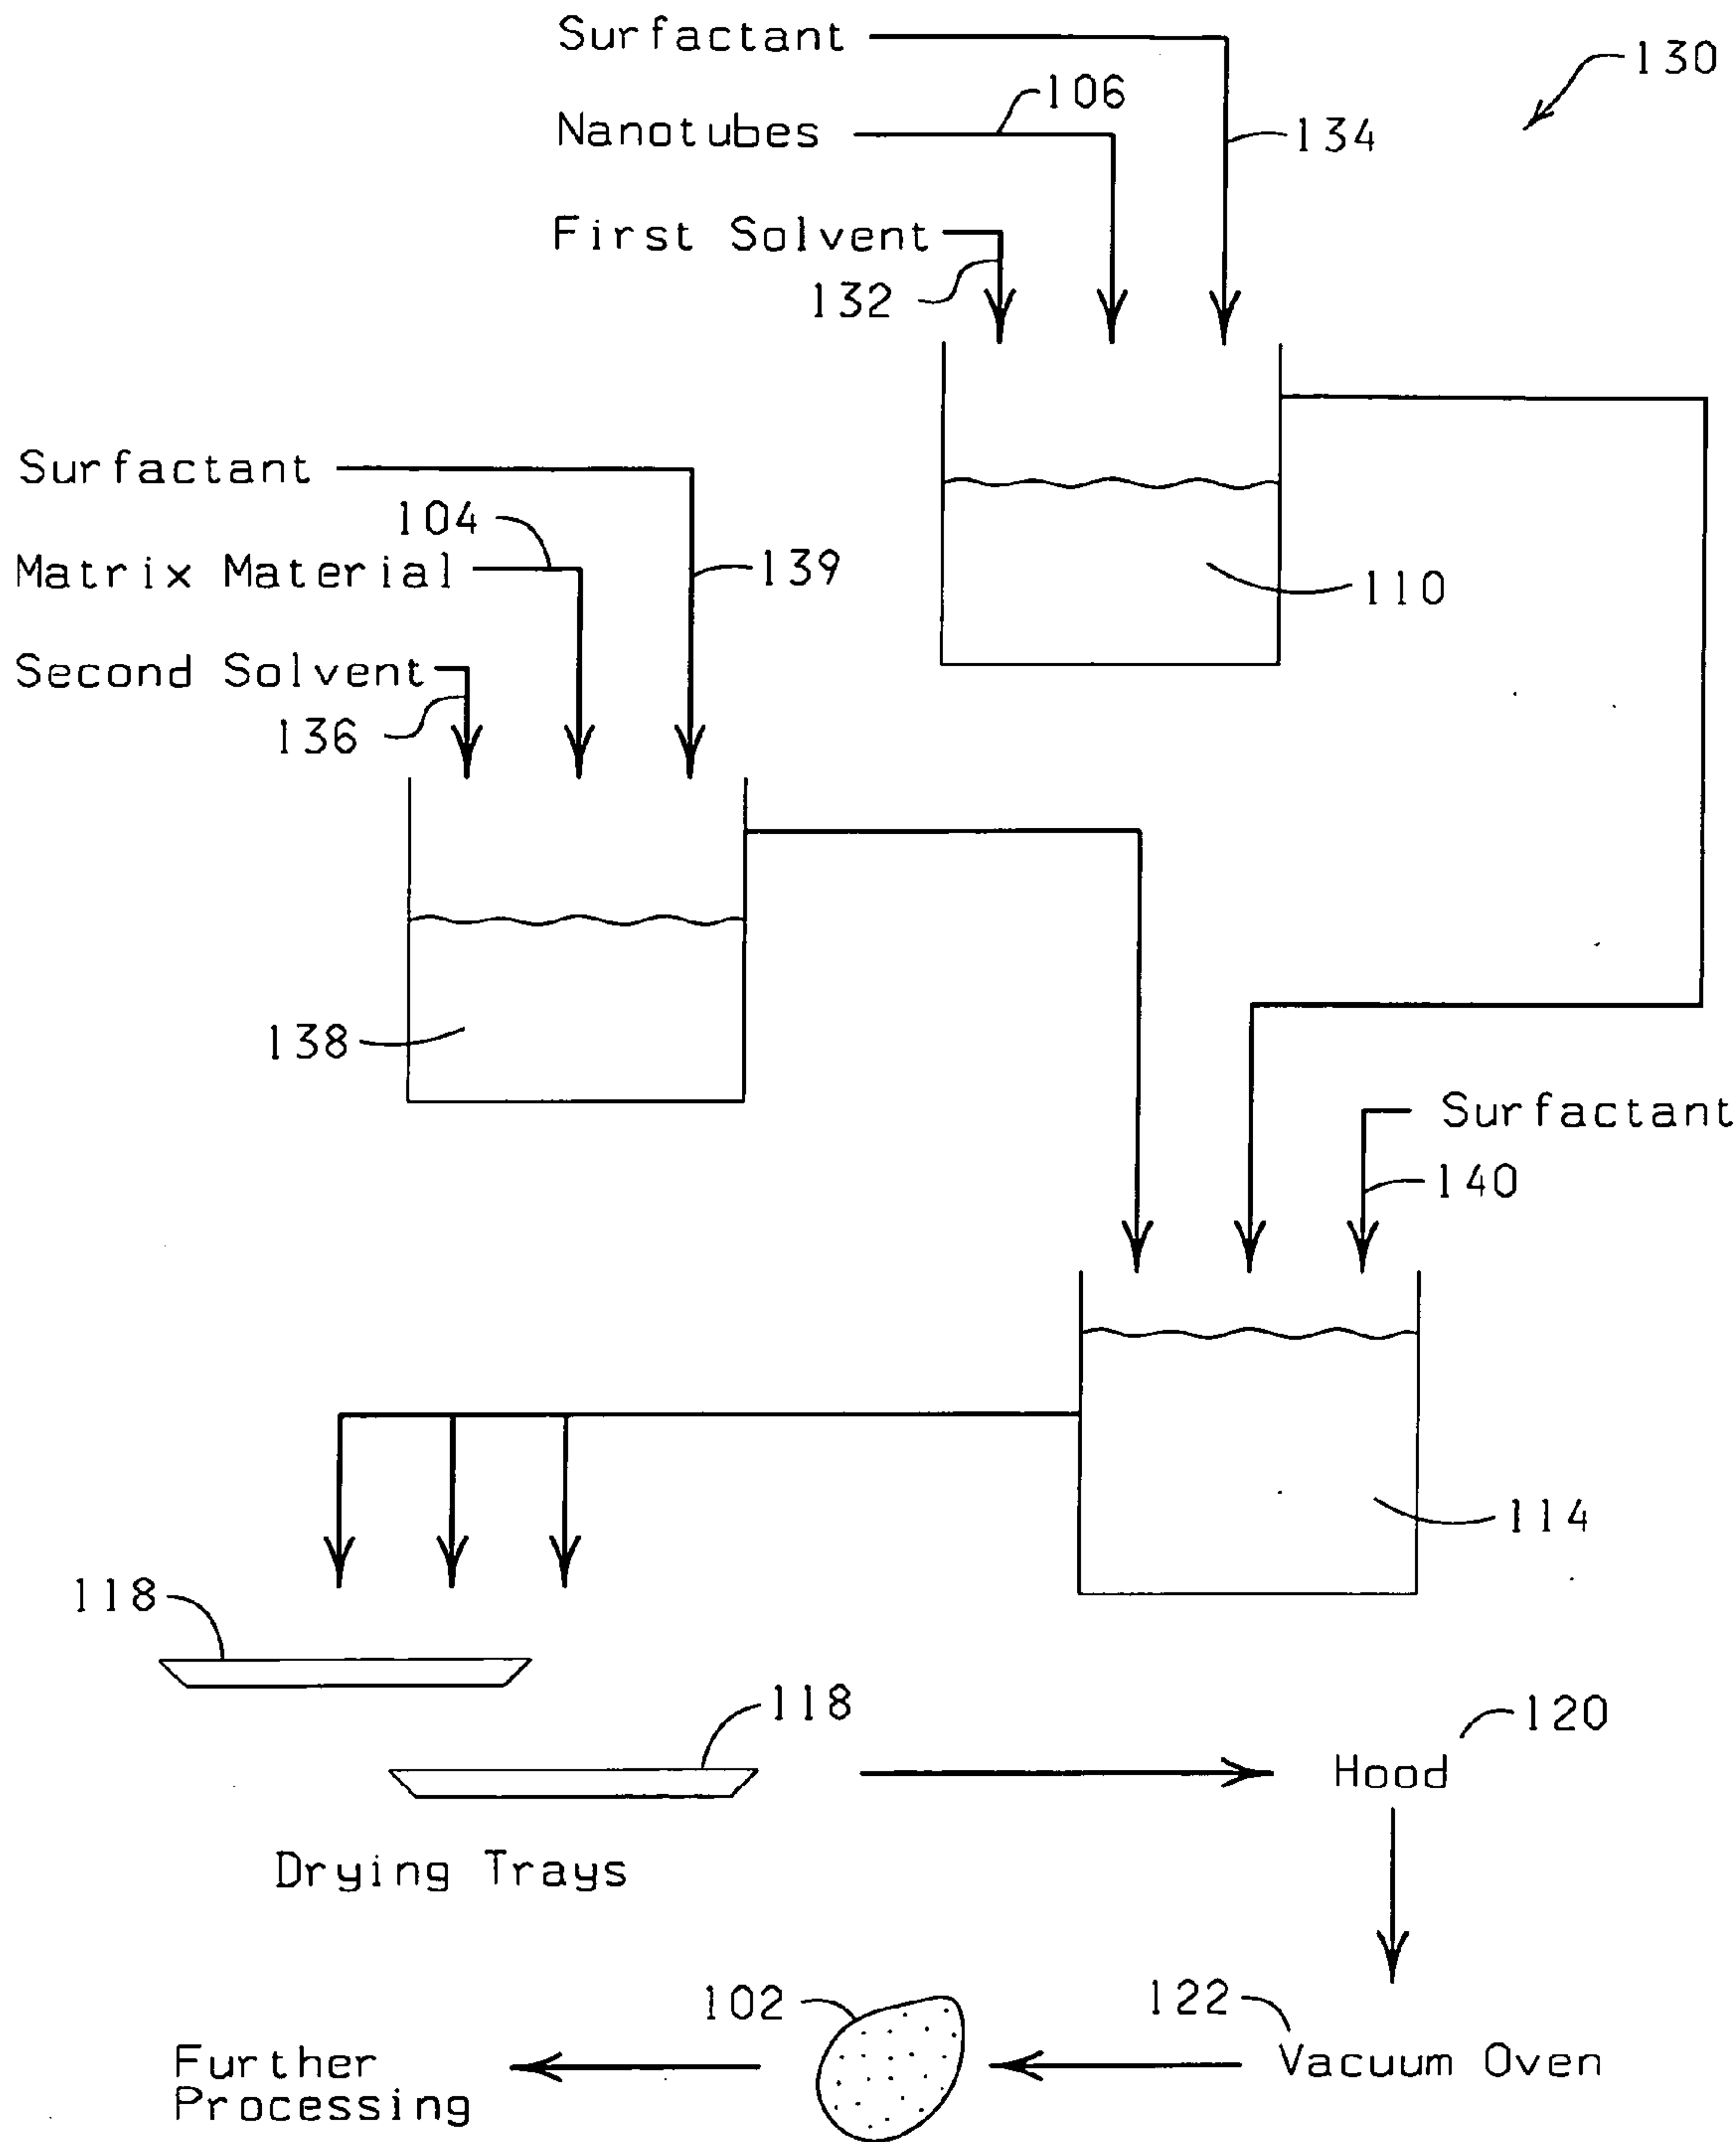 Surfactant
130
106
Nanotubes
134
First Solvent
132
Surfactant
104
Matrix Material
139
110
Second Solvent
136
138
Surfactant
140
114
118
118
120
Hood
Drying Trays
102
122
Further
Processing
Vacuum Oven